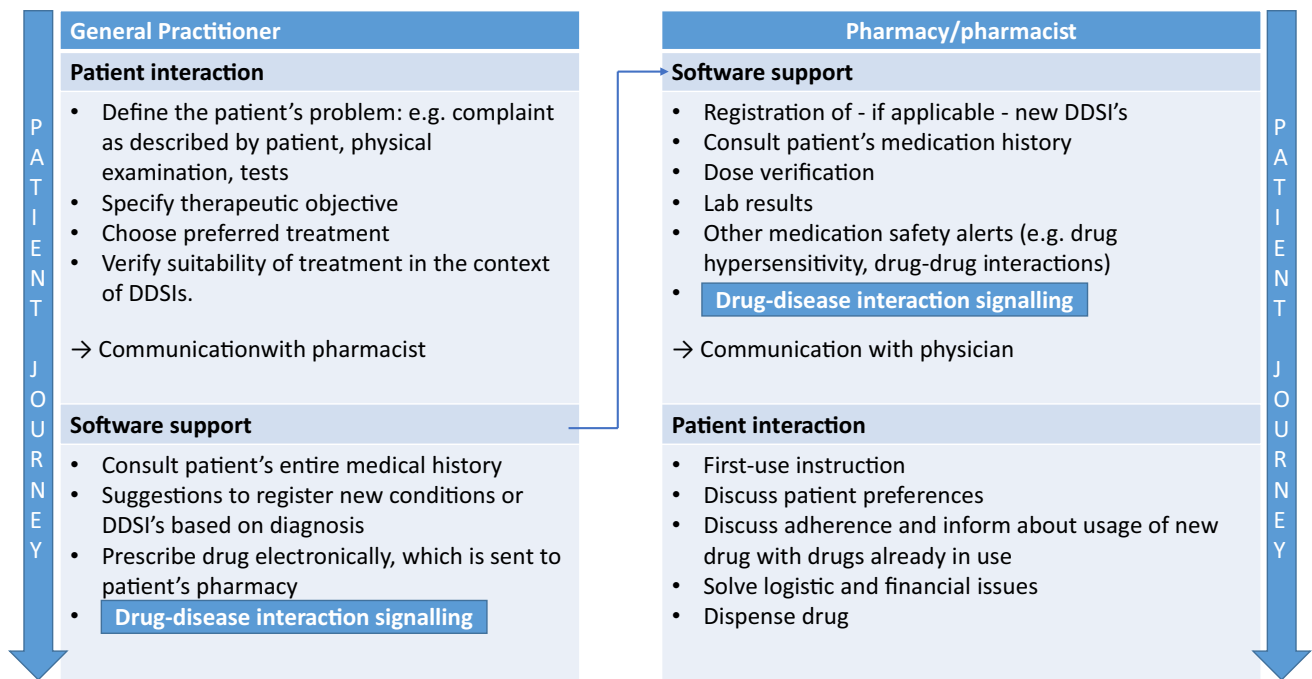 PATIENT JOURNEY
General Practitioner
Patient interaction
• Define the patient's problem: e.g. complaint
as described by patient, physical
examination, tests
• Specify therapeutic objective
• Choose preferred treatment
• Verify suitability of treatment in the context
of DDSIs.
→ Communicationwith pharmacist
Software support
• Consult patient's entire medical history
• Suggestions to register new conditions or
DDSI's based on diagnosis
• Prescribe drug electronically, which is sent to
patient's pharmacy
• Drug-disease interaction signalling
Pharmacy/pharmacist
Software support
• Registration of - if applicable - new DDSI's
• Consult patient's medication history
• Dose verification
• Lab results
• Other medication safety alerts (e.g. drug
hypersensitivity, drug-drug interactions)
• Drug-disease interaction signalling
→ Communication with physician
Patient interaction
• First-use instruction
• Discuss patient preferences
• Discuss adherence and inform about usage of new
drug with drugs already in use
• Solve logistic and financial issues
• Dispense drug
PATIENT JOURNEY